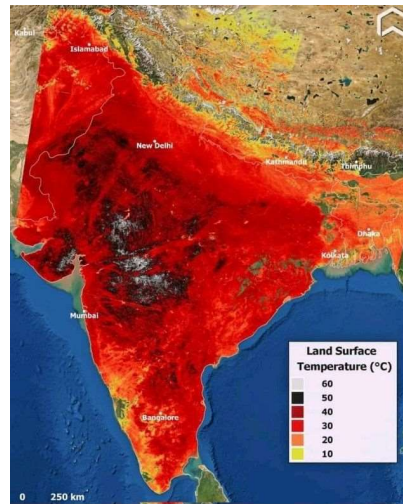 Kabul
Islamabad
New Delhi
Kathmandu
Thimphu
Dhaka
Kolkata
Mumbai
Bangalore
Land Surface
Temperature (°C)
60
50
40
30
20
10
0 250 km